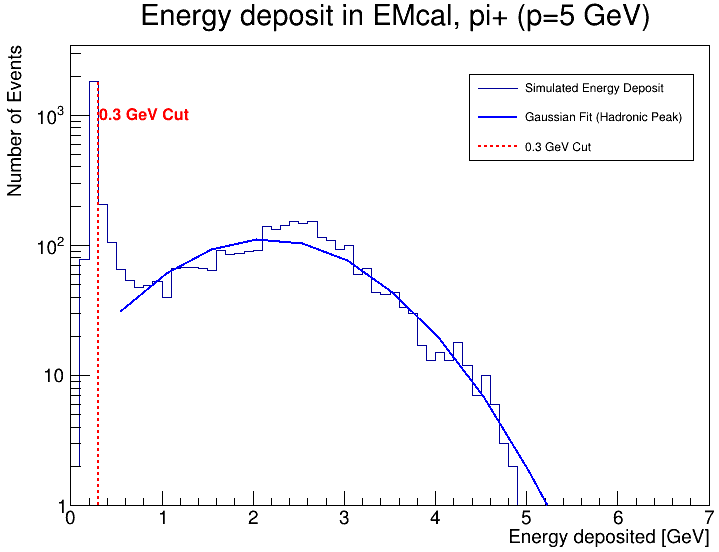 Energy deposit in EMcal, pi+ (p=5 GeV)
Number of Events
10³
10²
10
1
0.3 GeV Cut
Simulated Energy Deposit
Gaussian Fit (Hadronic Peak)
0.3 GeV Cut
0 1 2 3 4 5 6 7
Energy deposited [GeV]